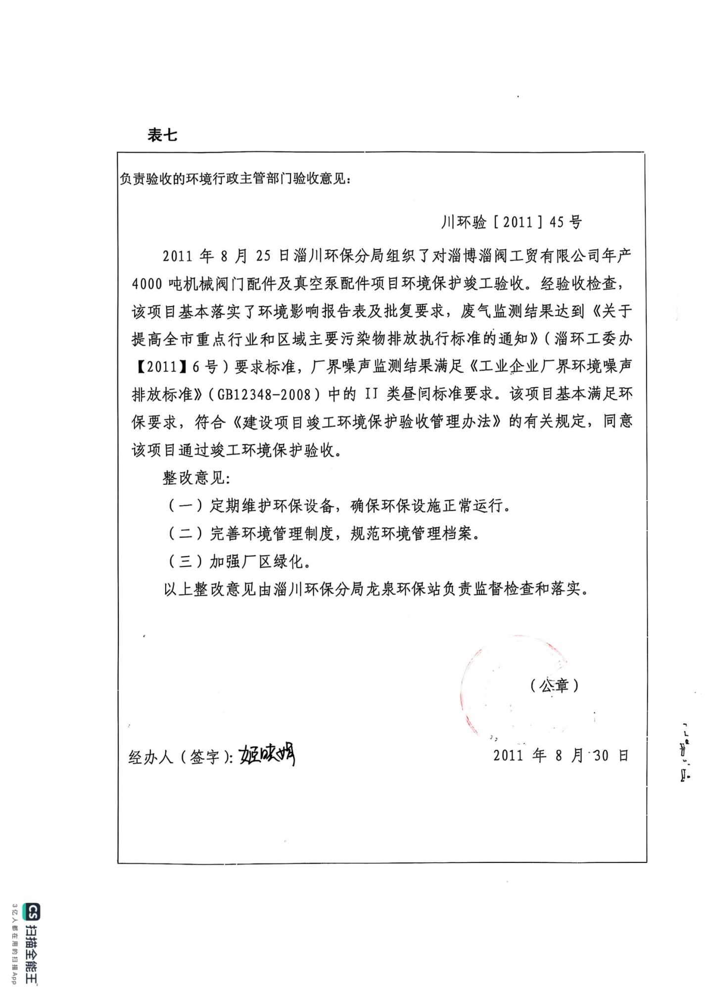 表七
负责验收的环境行政主管部门验收意见：
川环验［2011］45 号
2011 年 8 月 25 日淄川环保分局组织了对淄博淄阀工贸有限公司年产
4000 吨机械阀门配件及真空泵配件项目环境保护竣工验收。经验收检查，
该项目基本落实了环境影响报告表及批复要求，废气监测结果达到《关于
提高全市重点行业和区域主要污染物排放执行标准的通知》（淄环工委办
【2011】6 号）要求标准，厂界噪声监测结果满足《工业企业厂界环境噪声
排放标准》（GB12348-2008）中的 II 类昼间标准要求。该项目基本满足环
保要求，符合《建设项目竣工环境保护验收管理办法》的有关规定，同意
该项目通过竣工环境保护验收。
整改意见：
（一）定期维护环保设备，确保环保设施正常运行。
（二）完善环境管理制度，规范环境管理档案。
（三）加强厂区绿化。
以上整改意见由淄川环保分局龙泉环保站负责监督检查和落实。
（公章）
经办人（签字）：
2011 年 8 月 30 日
CS 扫描全能王
3亿人都在用的扫描App